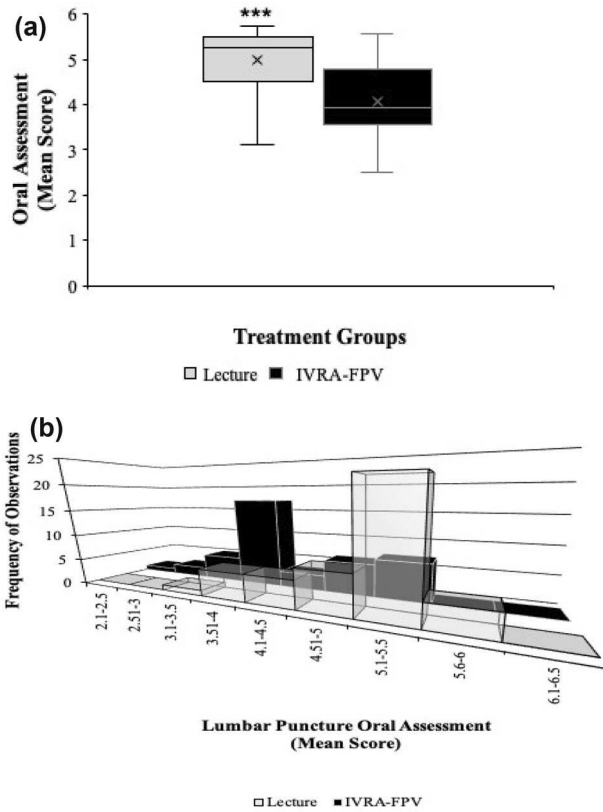 (a)
***
Oral Assessment
(Mean Score)
6
5
4
3
2
1
0
Treatment Groups
Lecture IVRA-FPV
(b)
Frequency of Observations
25
20
15
10
5
0
2.1-2.5
2.51-3
3.1-3.5
3.51-4
4.1-4.5
4.51-5
5.1-5.5
5.6-6
6.1-6.5
Lumbar Puncture Oral Assessment
(Mean Score)
Lecture IVRA-FPV